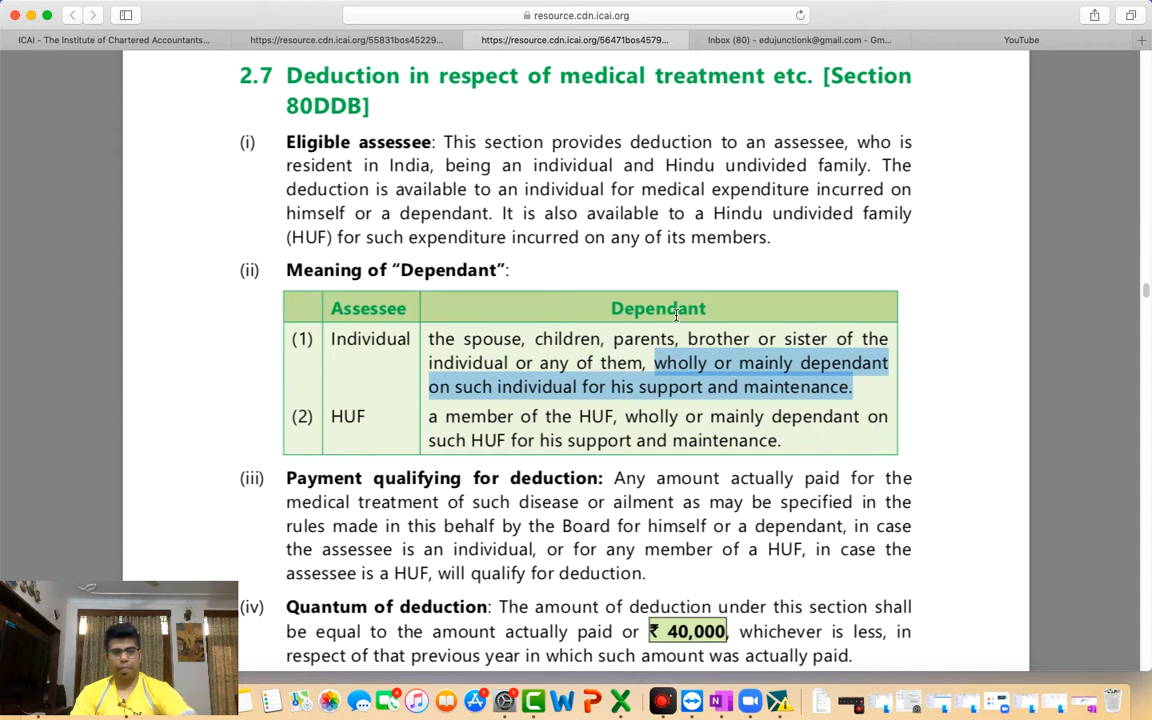 resource.cdn.icai.org
ICAI - The Institute of Chartered Accountants...
https://resource.cdn.icai.org/55831bos45229...
https://resource.cdn.icai.org/56471bos4579...
Inbox (80) - edujunctionk@gmail.com - Gm...
YouTube
2.7 Deduction in respect of medical treatment etc. [Section
80DDB]
(i) Eligible assessee: This section provides deduction to an assessee, who is
resident in India, being an individual and Hindu undivided family. The
deduction is available to an individual for medical expenditure incurred on
himself or a dependant. It is also available to a Hindu undivided family
(HUF) for such expenditure incurred on any of its members.
(ii) Meaning of “Dependant”:
Assessee Dependant
(1) Individual the spouse, children, parents, brother or sister of the
individual or any of them, wholly or mainly dependant
on such individual for his support and maintenance.
(2) HUF a member of the HUF, wholly or mainly dependant on
such HUF for his support and maintenance.
(iii) Payment qualifying for deduction: Any amount actually paid for the
medical treatment of such disease or ailment as may be specified in the
rules made in this behalf by the Board for himself or a dependant, in case
the assessee is an individual, or for any member of a HUF, in case the
assessee is a HUF, will qualify for deduction.
(iv) Quantum of deduction: The amount of deduction under this section shall
be equal to the amount actually paid or ₹ 40,000, whichever is less, in
respect of that previous year in which such amount was actually paid.